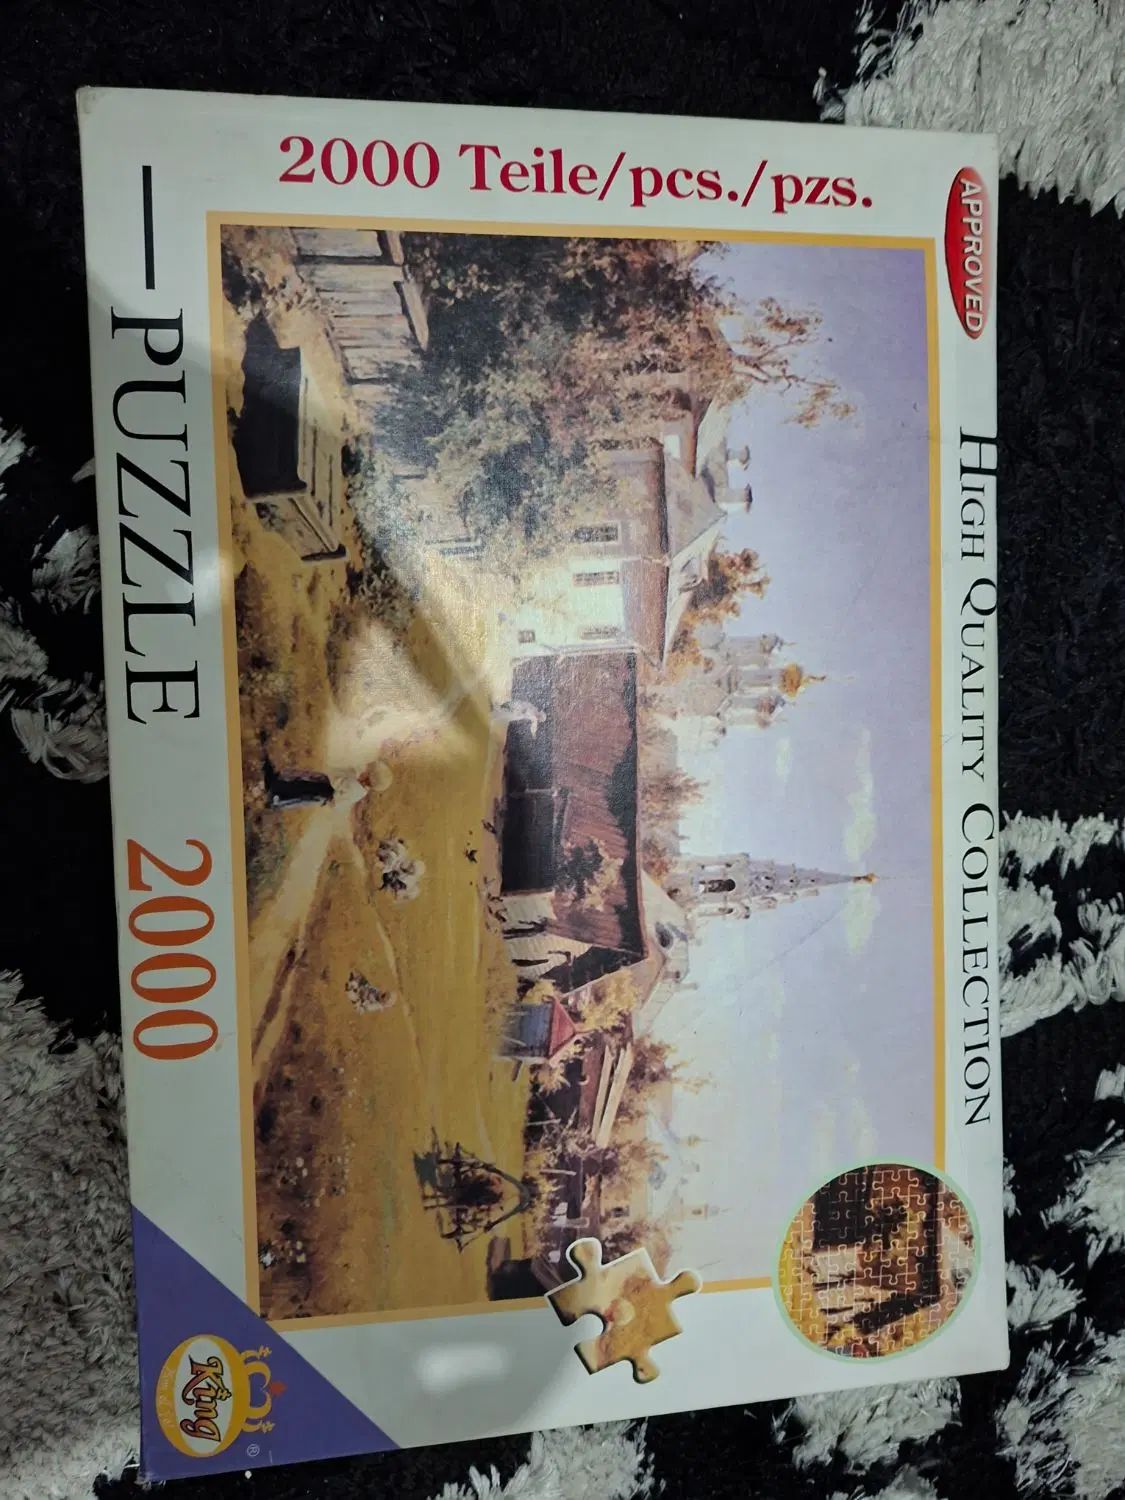 2000 Teile/pcs./pzs.
APPROVED
HIGH QUALITY COLLECTION
PUZZLE 2000
King
®